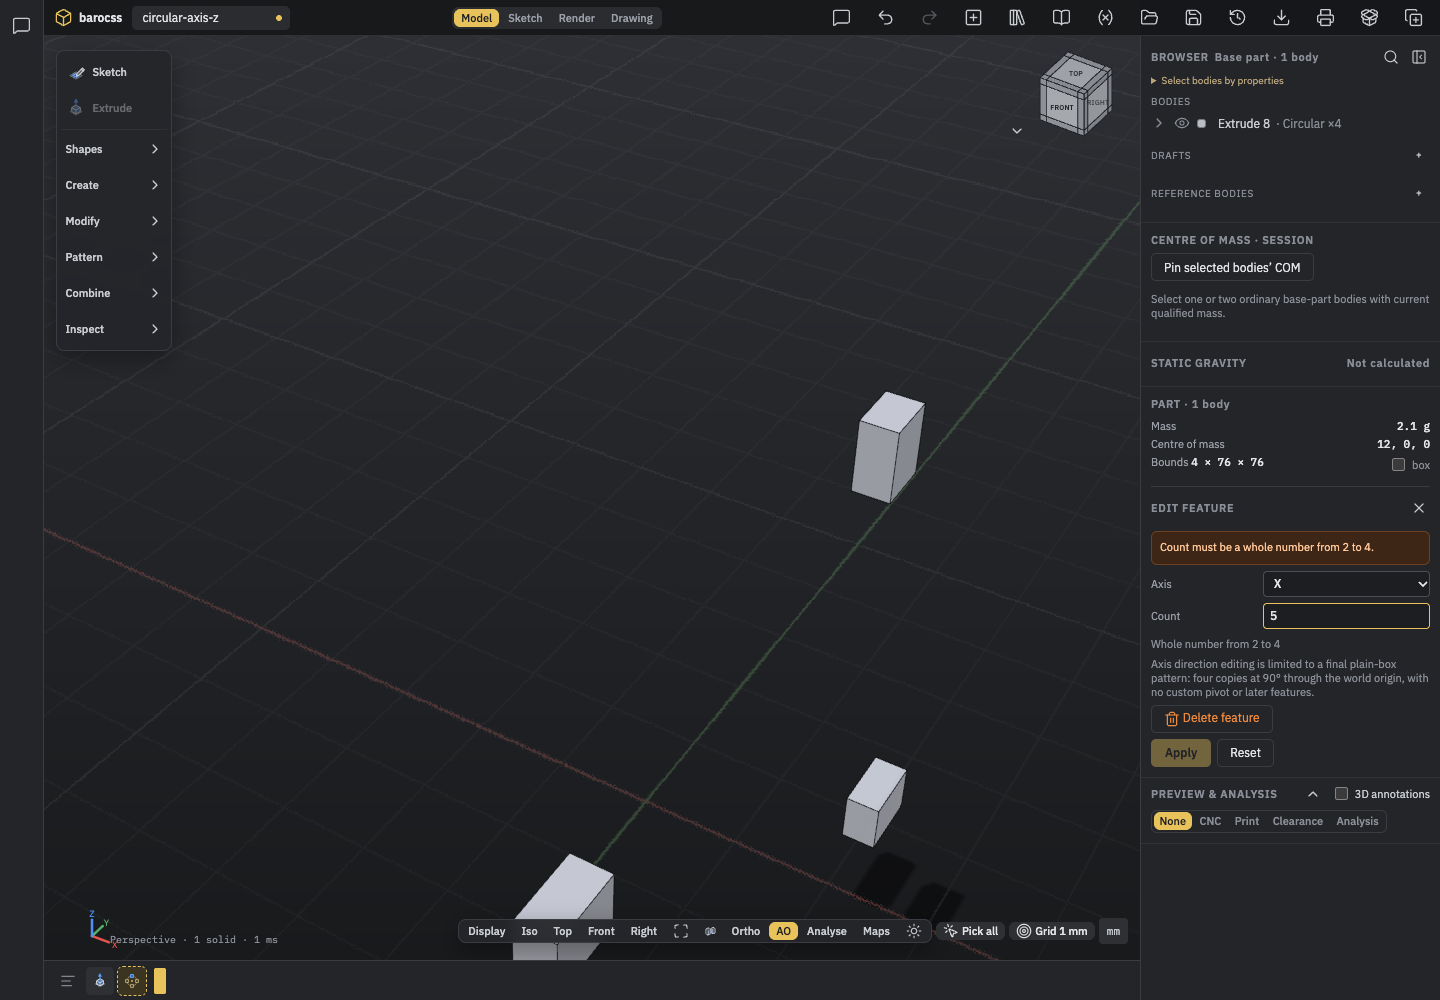 barocss
circular-axis-z
Model
Sketch
Render
Drawing
Sketch
Extrude
Shapes
Create
Modify
Pattern
Combine
Inspect
TOP
FRONT
RIGHT
BROWSER Base part · 1 body
Select bodies by properties
BODIES
Extrude 8 · Circular ×4
DRAFTS
REFERENCE BODIES
CENTRE OF MASS · SESSION
Pin selected bodies’ COM
Select one or two ordinary base-part bodies with current
qualified mass.
STATIC GRAVITY Not calculated
PART · 1 body
Mass 2.1 g
Centre of mass 12, 0, 0
Bounds 4 × 76 × 76 box
EDIT FEATURE
Count must be a whole number from 2 to 4.
Axis X
Count 5
Whole number from 2 to 4
Axis direction editing is limited to a final plain-box
pattern: four copies at 90° through the world origin, with
no custom pivot or later features.
Delete feature
Apply Reset
PREVIEW & ANALYSIS 3D annotations
None CNC Print Clearance Analysis
Z
Y
X
Perspective · 1 solid · 1 ms
Display Iso Top Front Right Ortho AO Analyse Maps Pick all Grid 1 mm mm